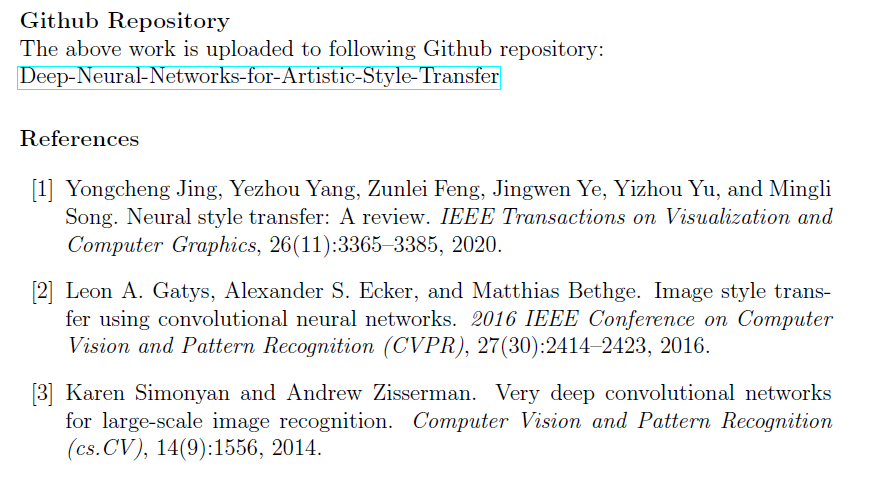 Github Repository
The above work is uploaded to following Github repository:
Deep-Neural-Networks-for-Artistic-Style-Transfer
References
[1] Yongcheng Jing, Yezhou Yang, Zunlei Feng, Jingwen Ye, Yizhou Yu, and Mingli
Song. Neural style transfer: A review. IEEE Transactions on Visualization and
Computer Graphics, 26(11):3365–3385, 2020.
[2] Leon A. Gatys, Alexander S. Ecker, and Matthias Bethge. Image style trans-
fer using convolutional neural networks. 2016 IEEE Conference on Computer
Vision and Pattern Recognition (CVPR), 27(30):2414–2423, 2016.
[3] Karen Simonyan and Andrew Zisserman. Very deep convolutional networks
for large-scale image recognition. Computer Vision and Pattern Recognition
(cs.CV), 14(9):1556, 2014.